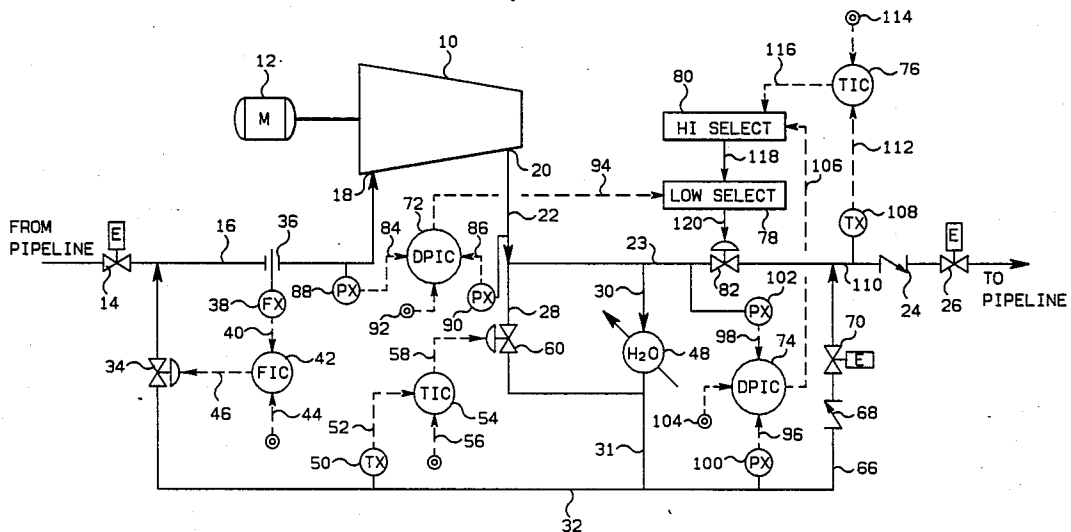 10
12
M
18
20
FROM
PIPELINE
E
14
16
36
38
FX
40
34
FIC
42
46
44
88
PX
84
72
DPIC
86
PX
90
92
22
94
80
HI SELECT
118
LOW SELECT
78
120
82
116
114
TIC
76
106
112
TX
108
E
110
24
26
TO
PIPELINE
23
30
28
60
58
TIC
54
52
56
50
TX
H2O
48
31
32
PX
102
98
74
DPIC
104
96
100
PX
70
E
68
66